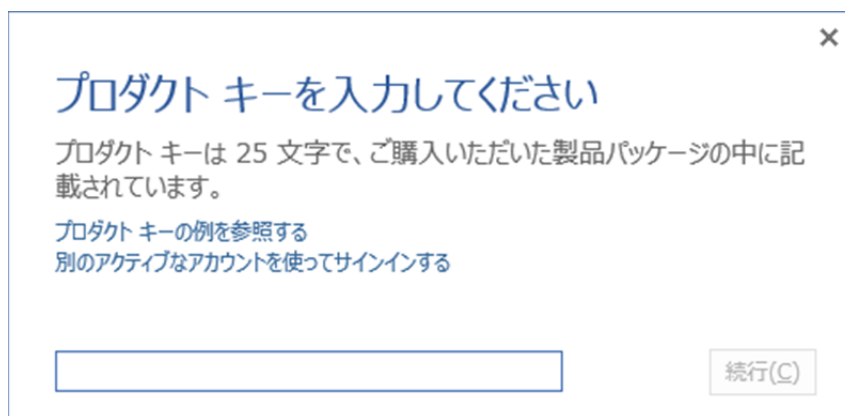 ×
プロダクト キーを入力してください
プロダクト キーは 25 文字で、ご購入いただいた製品パッケージの中に記
載されています。
プロダクト キーの例を参照する
別のアクティブなアカウントを使ってサインインする
続行(C)